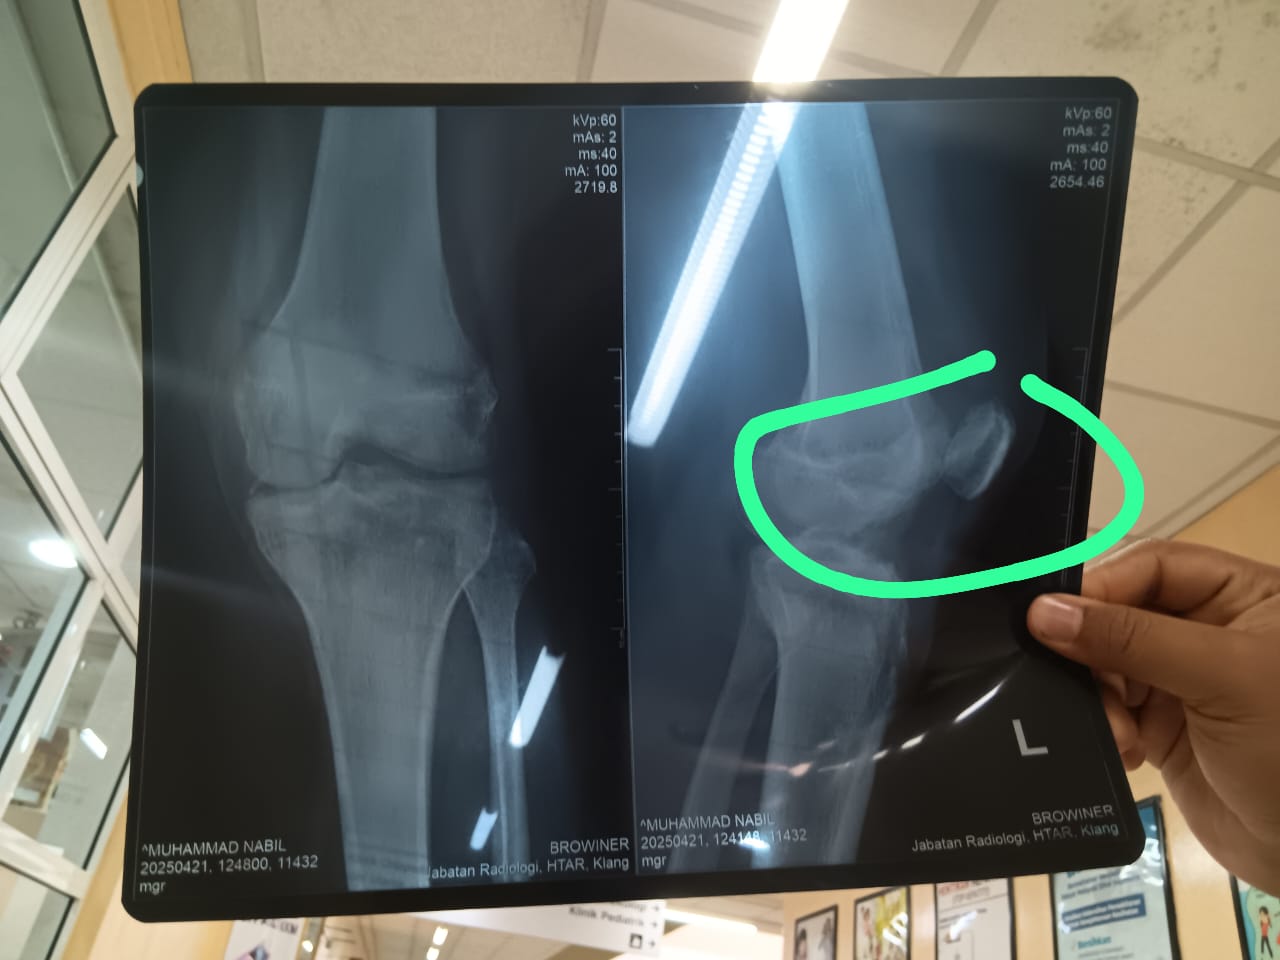 kVp:60
mAs: 2
ms:40
mA: 100
2719.8
^MUHAMMAD NABIL
20250421, 124800, 11432
mgr
BROWINER
Jabatan Radiologi, HTAR, Klang
kVp:60
mAs: 2
ms:40
mA: 100
2654.46
L
^MUHAMMAD NABIL
20250421, 124148, 11432
mgr
BROWINER
Jabatan Radiologi, HTAR, Klang
Klinik Pediatrik